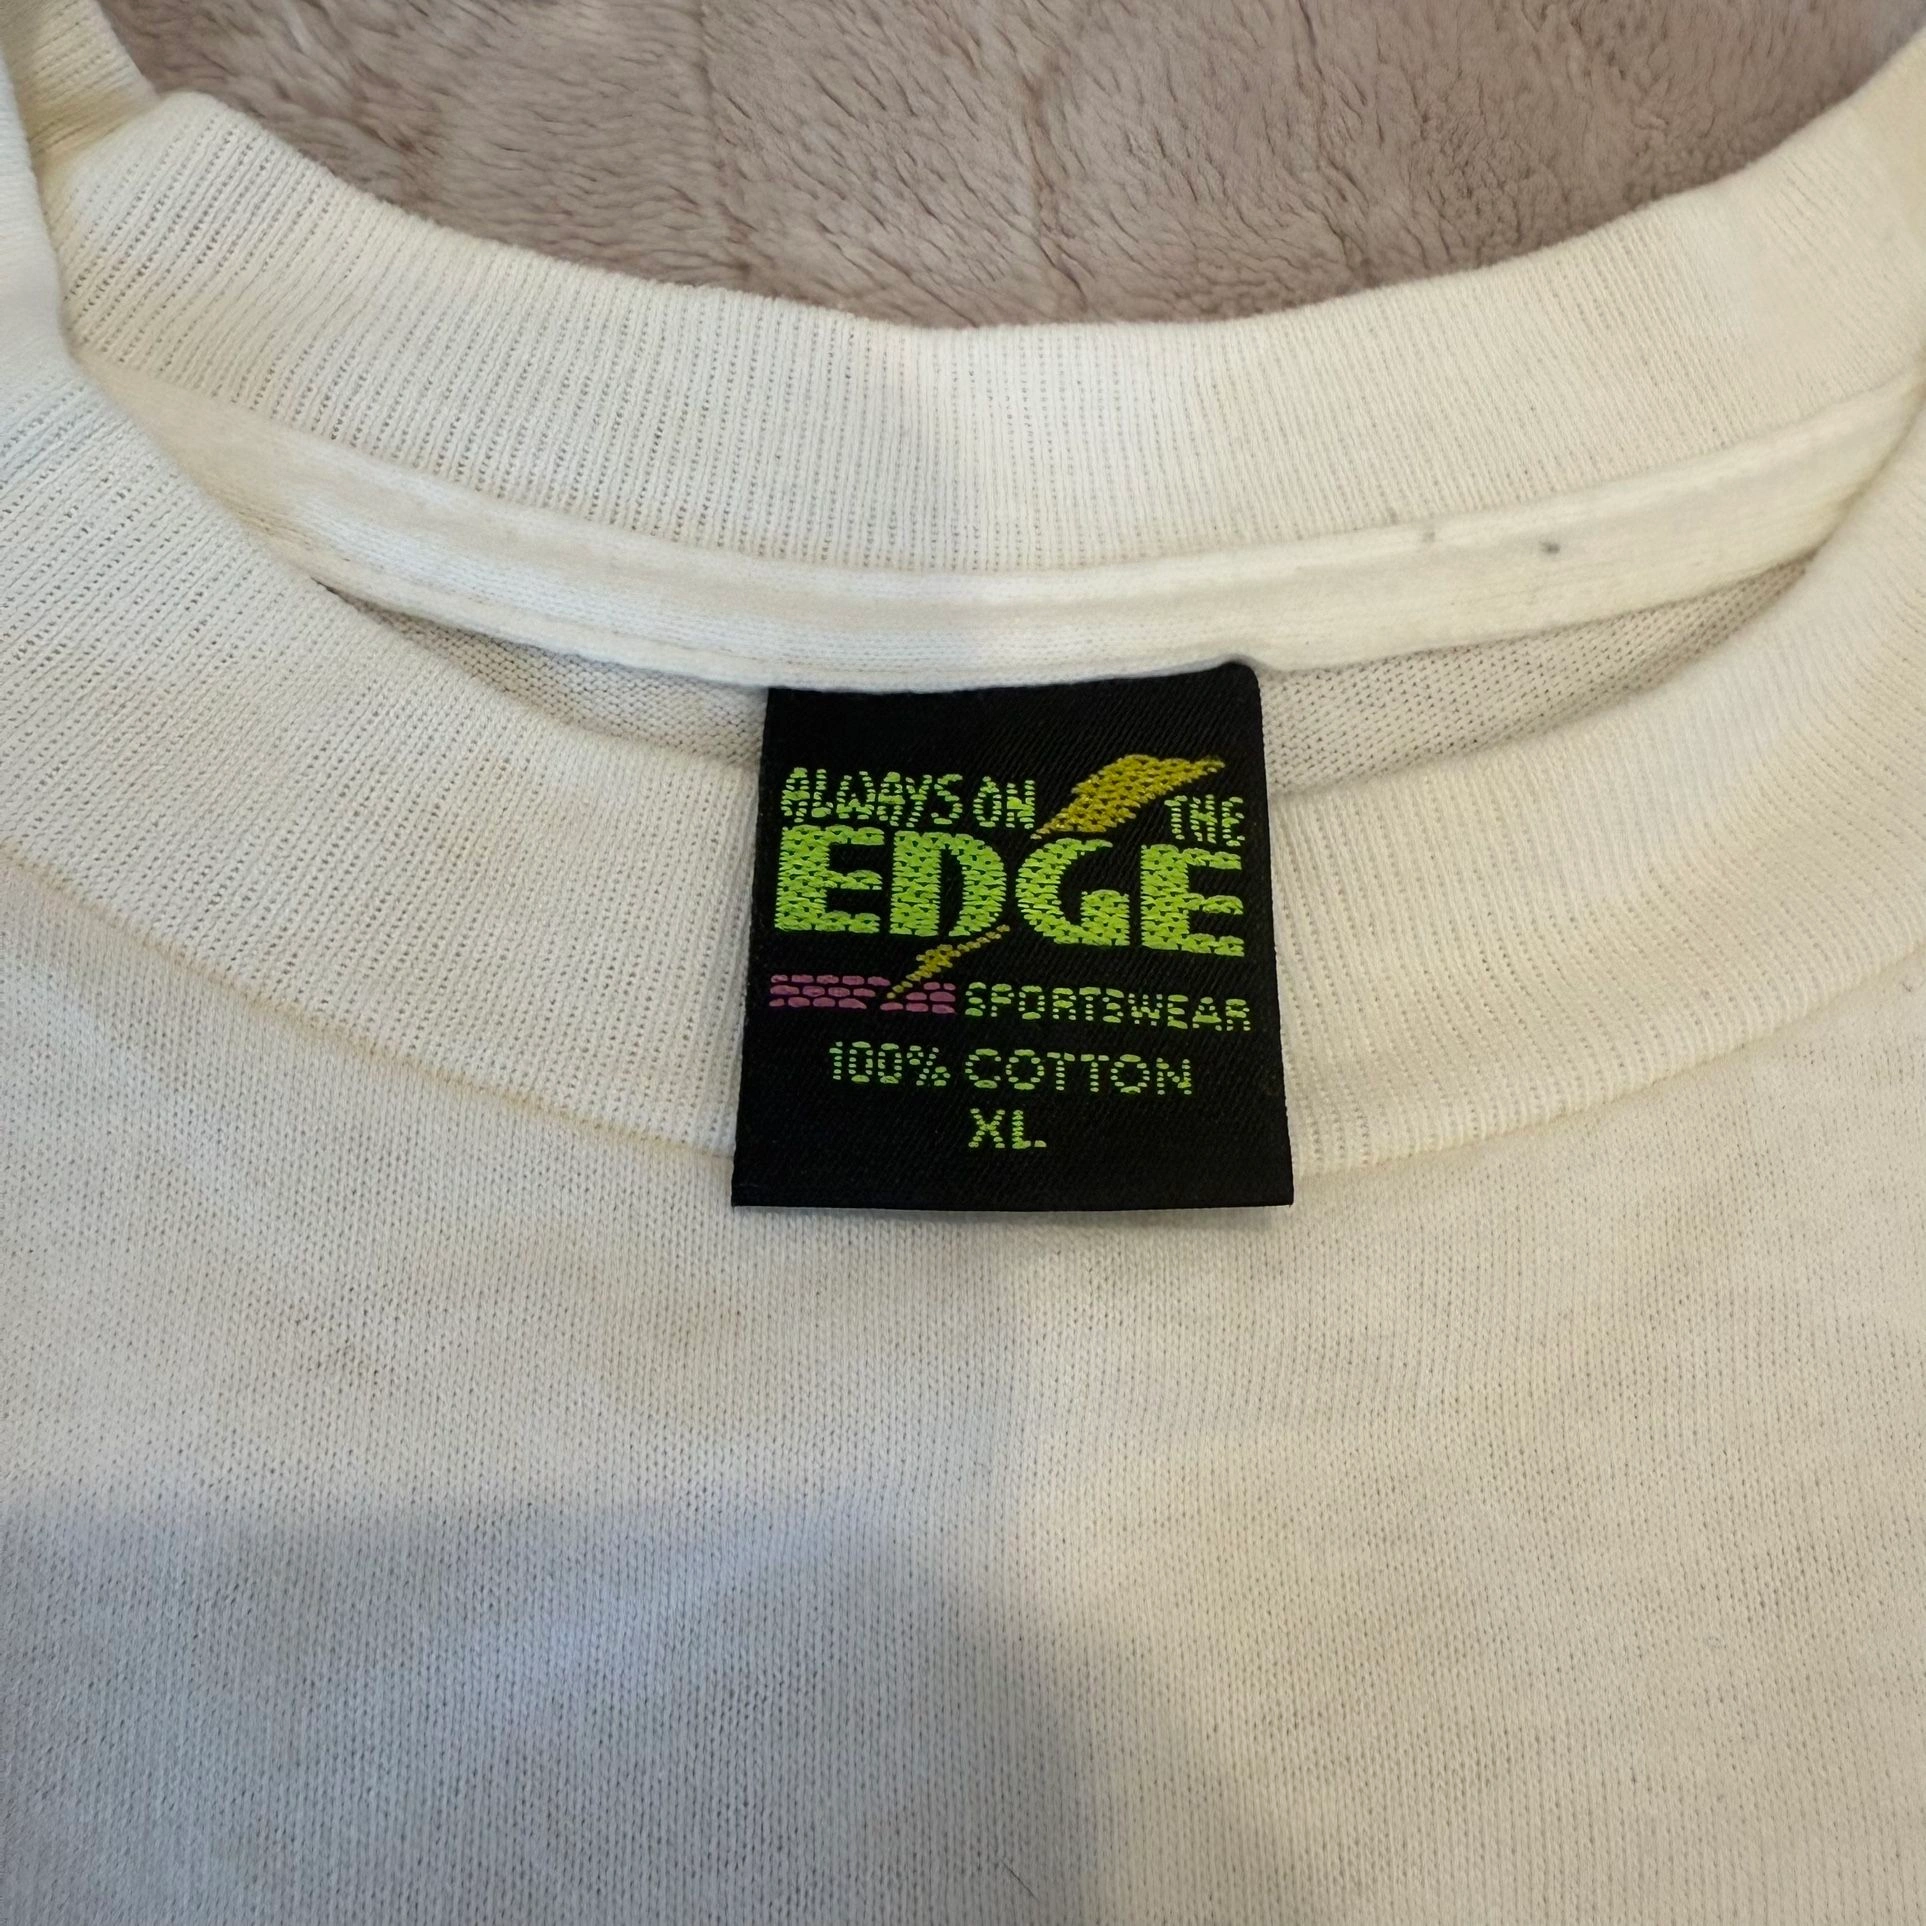 ALWAYS ON THE
EDGE
SPORTSWEAR
100% COTTON
XL